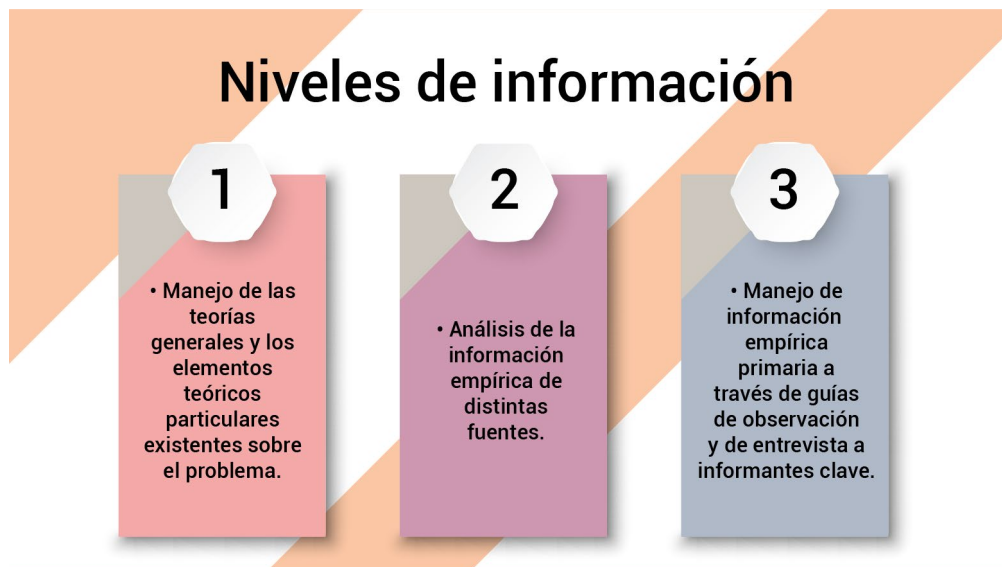 Niveles de información
1
• Manejo de las
teorías
generales y los
elementos
teóricos
particulares
existentes sobre
el problema.
2
• Análisis de la
información
empírica de
distintas
fuentes.
3
• Manejo de
información
empírica
primaria a
través de guías
de observación
y de entrevista a
informantes clave.